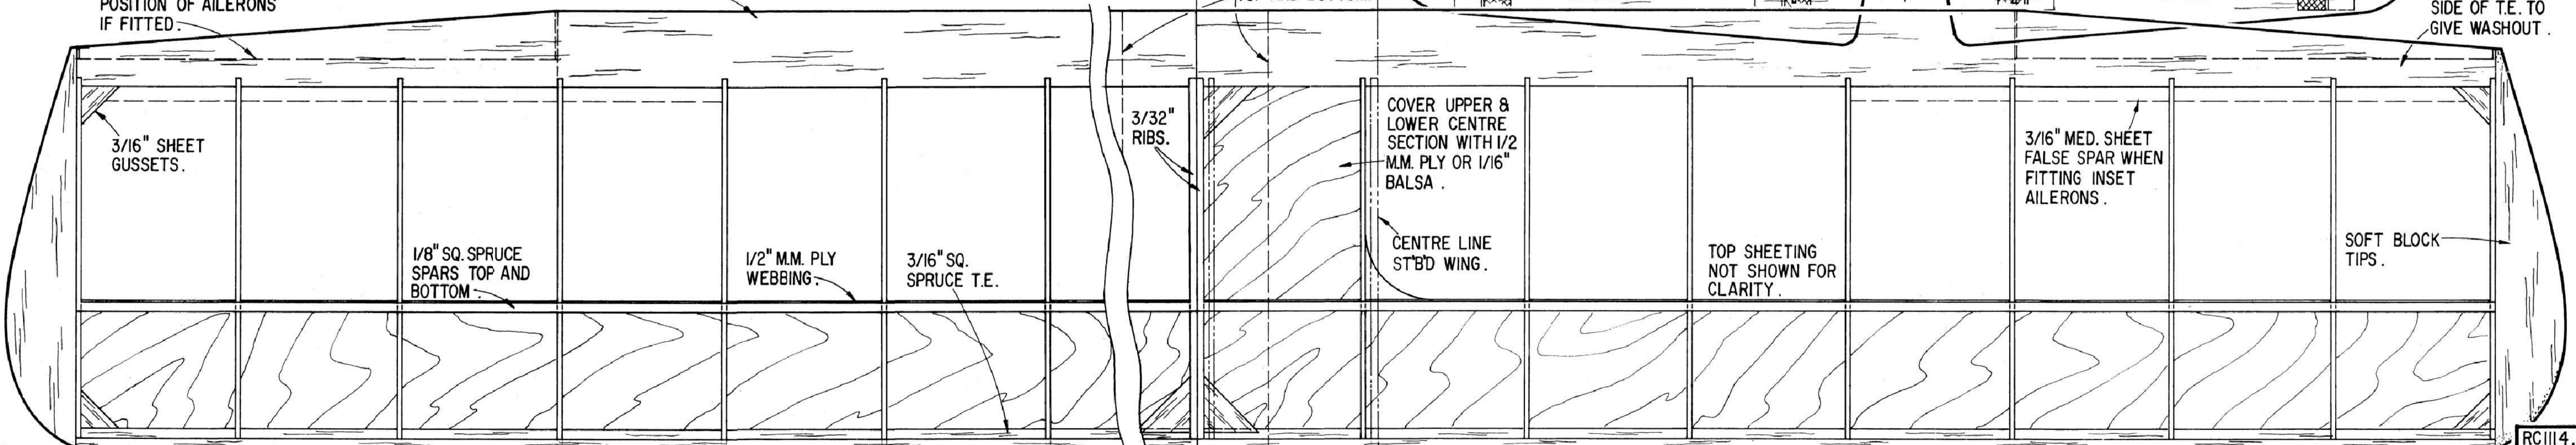 POSITION OF AILERONS
IF FITTED.
SIDE OF T.E. TO
GIVE WASHOUT.
3/16" SHEET
GUSSETS.
1/8" SQ. SPRUCE
SPARS TOP AND
BOTTOM.
1/2" M.M. PLY
WEBBING.
3/16" SQ.
SPRUCE T.E.
3/32"
RIBS.
COVER UPPER &
LOWER CENTRE
SECTION WITH 1/2
M.M. PLY OR 1/16"
BALSA.
CENTRE LINE
ST'B'D WING.
TOP SHEETING
NOT SHOWN FOR
CLARITY.
3/16" MED. SHEET
FALSE SPAR WHEN
FITTING INSET
AILERONS.
SOFT BLOCK
TIPS.